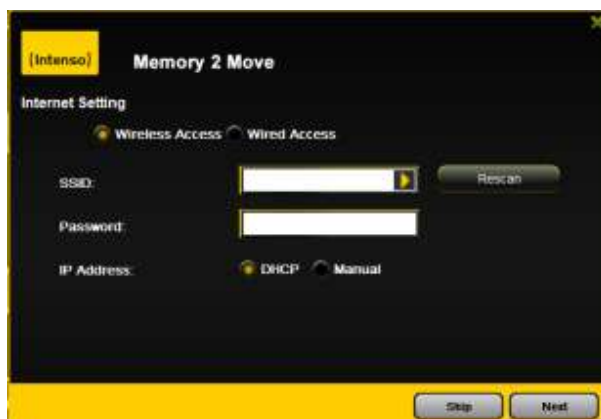 (intenso)
Memory 2 Move
Internet Setting
Wireless Access Wired Access
SSID: Rescan
Password:
IP Address: DHCP Manual
Skip Next